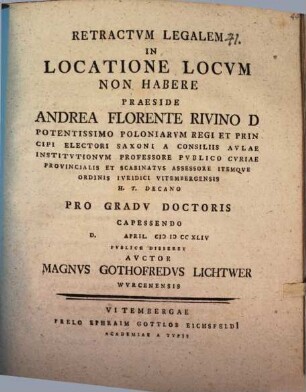 RETRACTVM LEGALEM 71.
IN
LOCATIONE LOCVM
NON HABERE
PRAESIDE
ANDREA FLORENTE RIVINO D
POTENTISSIMO POLONIARVM REGI ET PRIN
CIPI ELECTORI SAXONI A CONSILIIS AVLAE
INSTITVTIONVM PROFESSORE PVBLICO CVRIAE
PROVINCIALIS ET SCABINATVS ASSESSORE ITEMQVE
ORDINIS IVRIDICI VITEMBERGENSIS
H. T. DECANO
PRO GRADV DOCTORIS
CAPESSENDO
D. APRIL. CIƆ IƆ CC XLIV
PVBLICE DISSERET
AVCTOR
MAGNVS GOTHOFREDVS LICHTWER
WVRCENENSIS
VITEMBERGAE
PRELO EPHRAIM GOTTLOB EICHSFELDI
ACADEMIAE A TYPIS